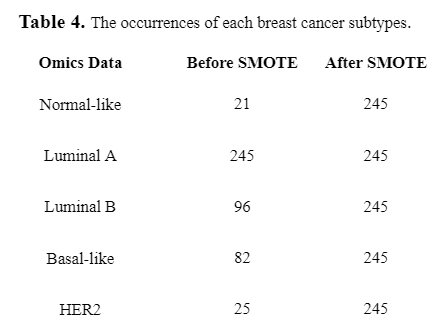 Table 4. The occurrences of each breast cancer subtypes.
Omics Data Before SMOTE After SMOTE
Normal-like 21 245
Luminal A 245 245
Luminal B 96 245
Basal-like 82 245
HER2 25 245